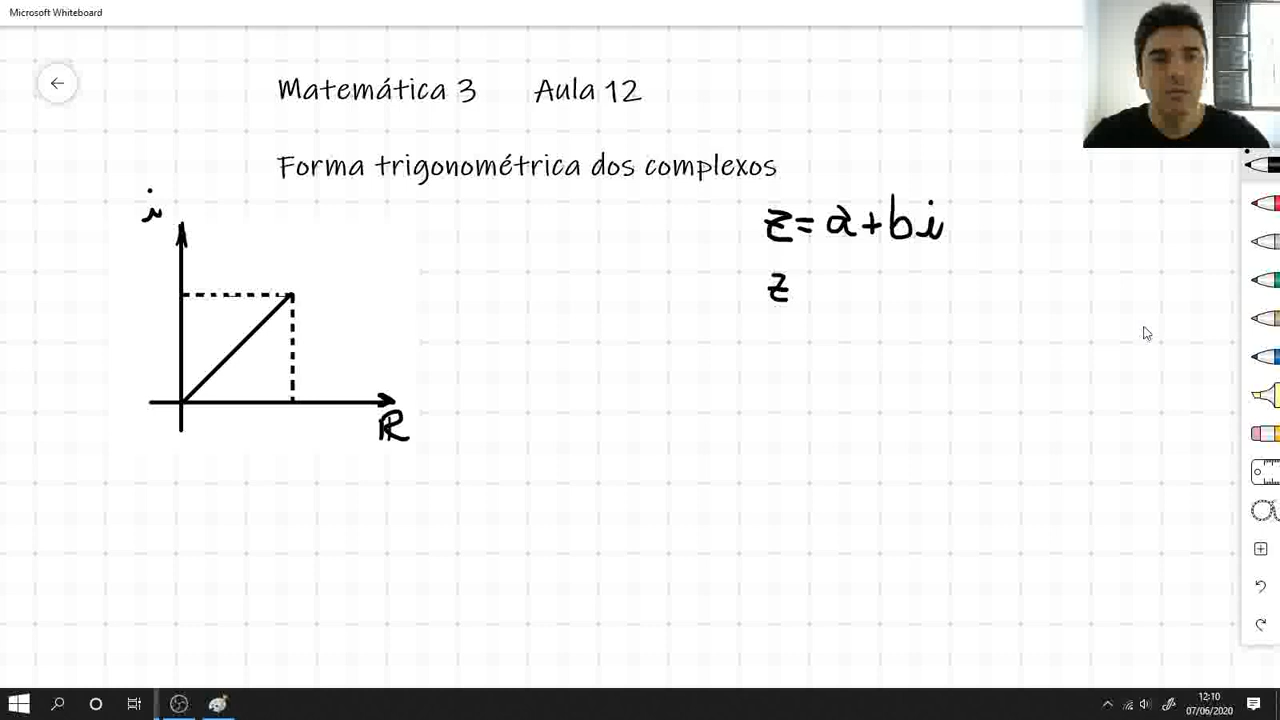 Microsoft Whiteboard
Matemática 3 Aula 12
Forma trigonométrica dos complexos
i
z = a + bi
z
R
12:10
07/06/2020